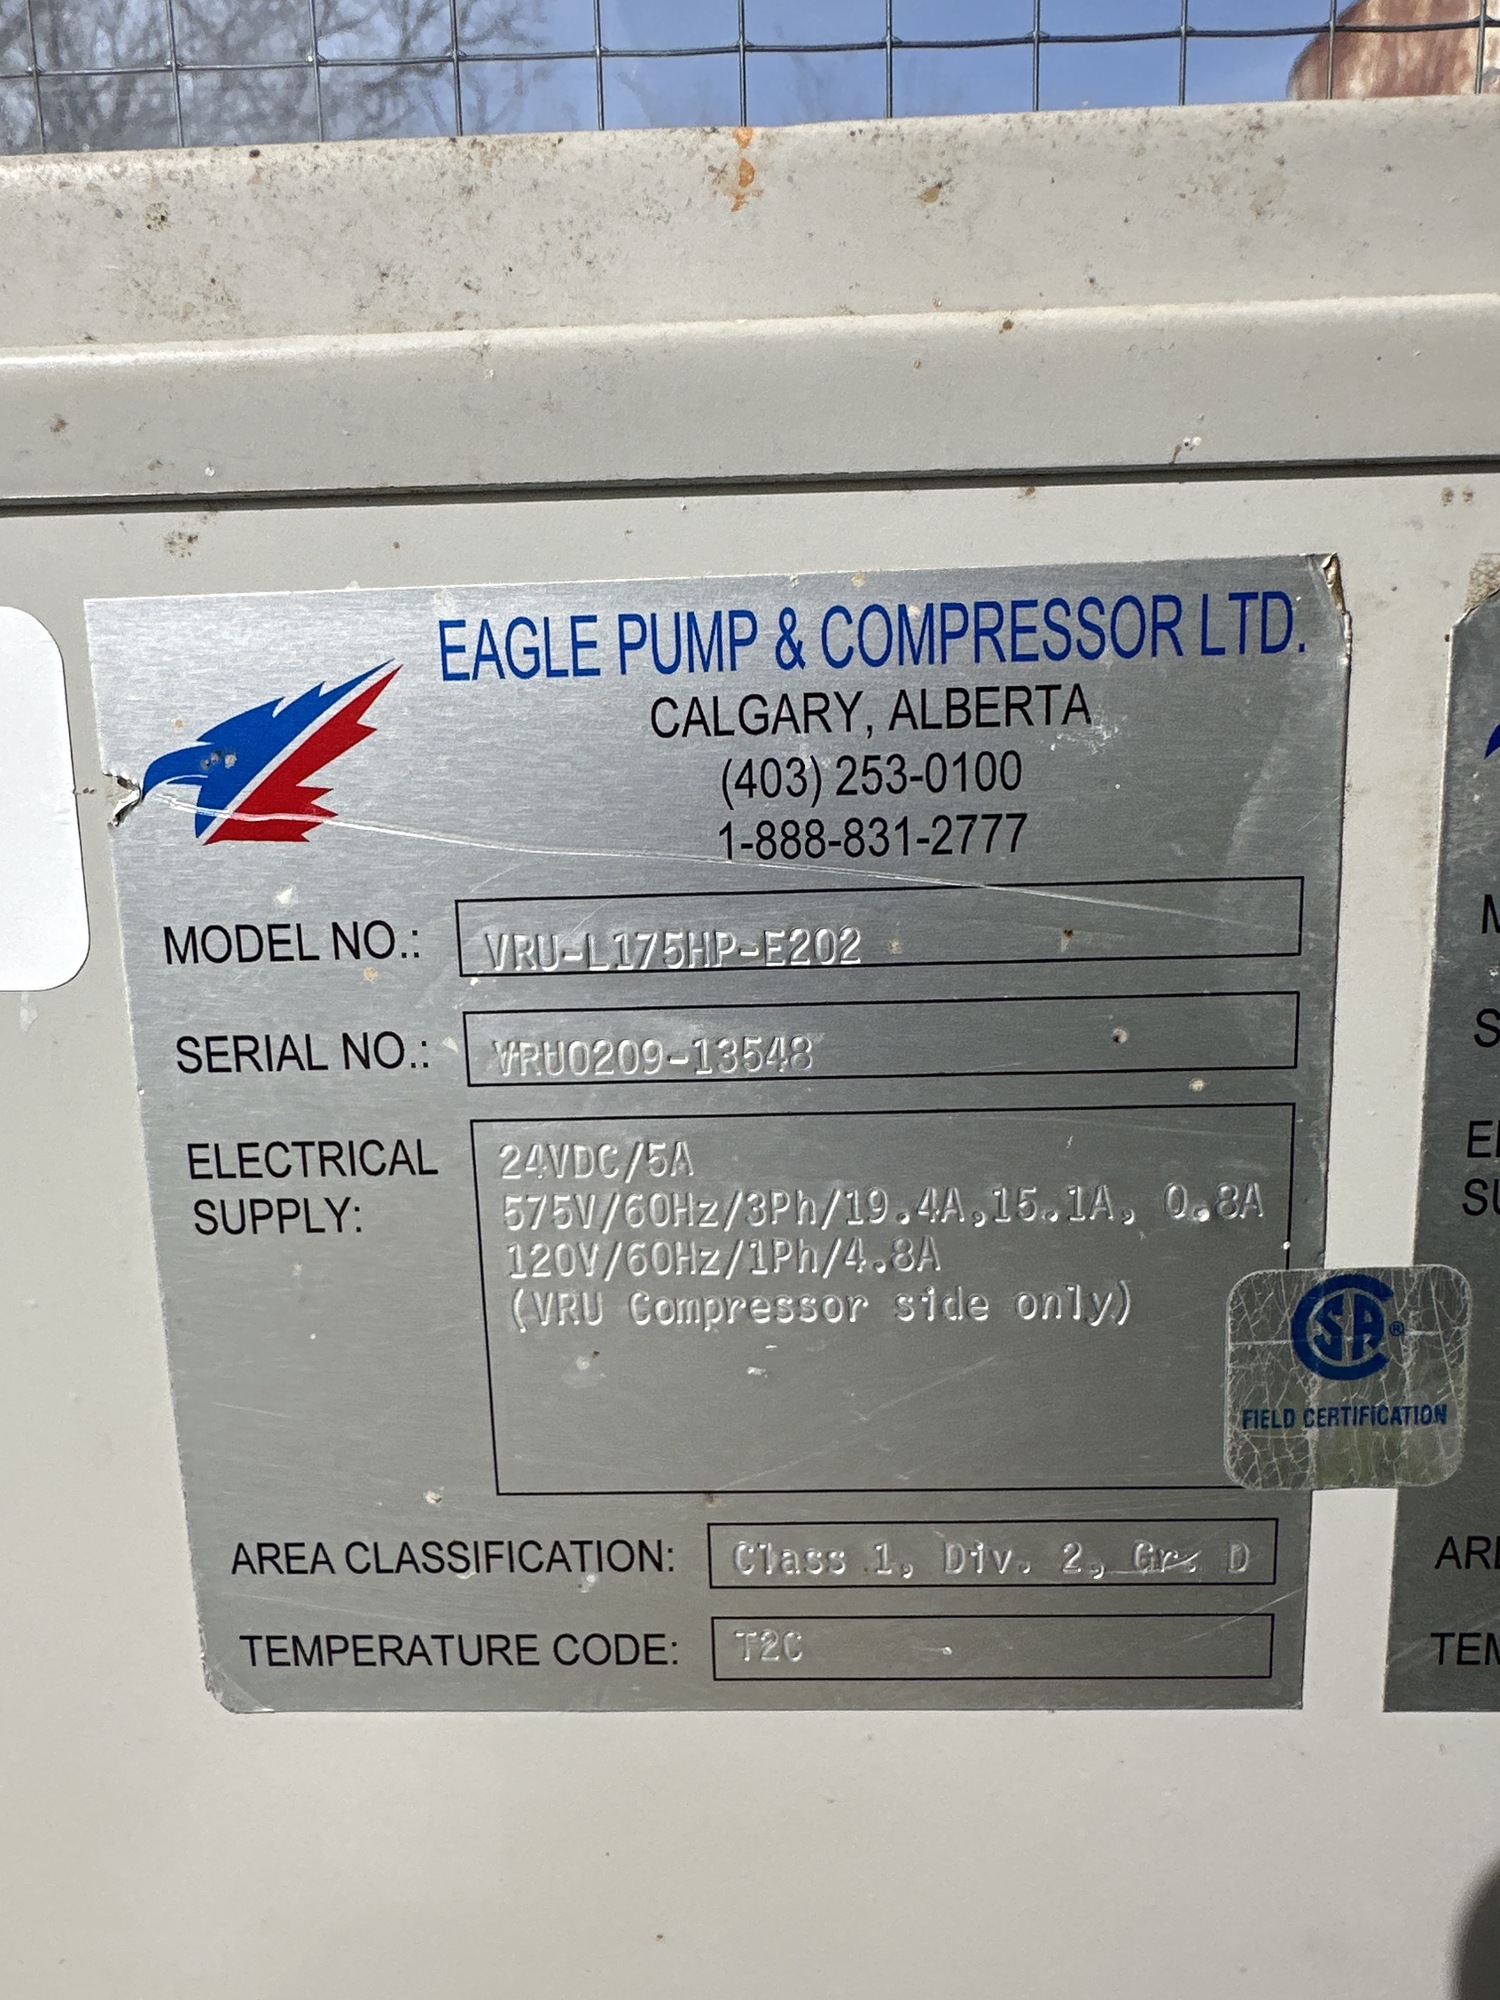 EAGLE PUMP & COMPRESSOR LTD.
CALGARY, ALBERTA
(403) 253-0100
1-888-831-2777
MODEL NO.: VRU-L175HP-E202
SERIAL NO.: VRU0209-13548
ELECTRICAL SUPPLY:
24VDC/5A
575V/60Hz/3Ph/19.4A,15.1A, 0.8A
120V/60Hz/1Ph/4.8A
(VRU Compressor side only)
CSA®
FIELD CERTIFICATION
AREA CLASSIFICATION: Class 1, Div. 2, Gr. D
TEMPERATURE CODE: T2C